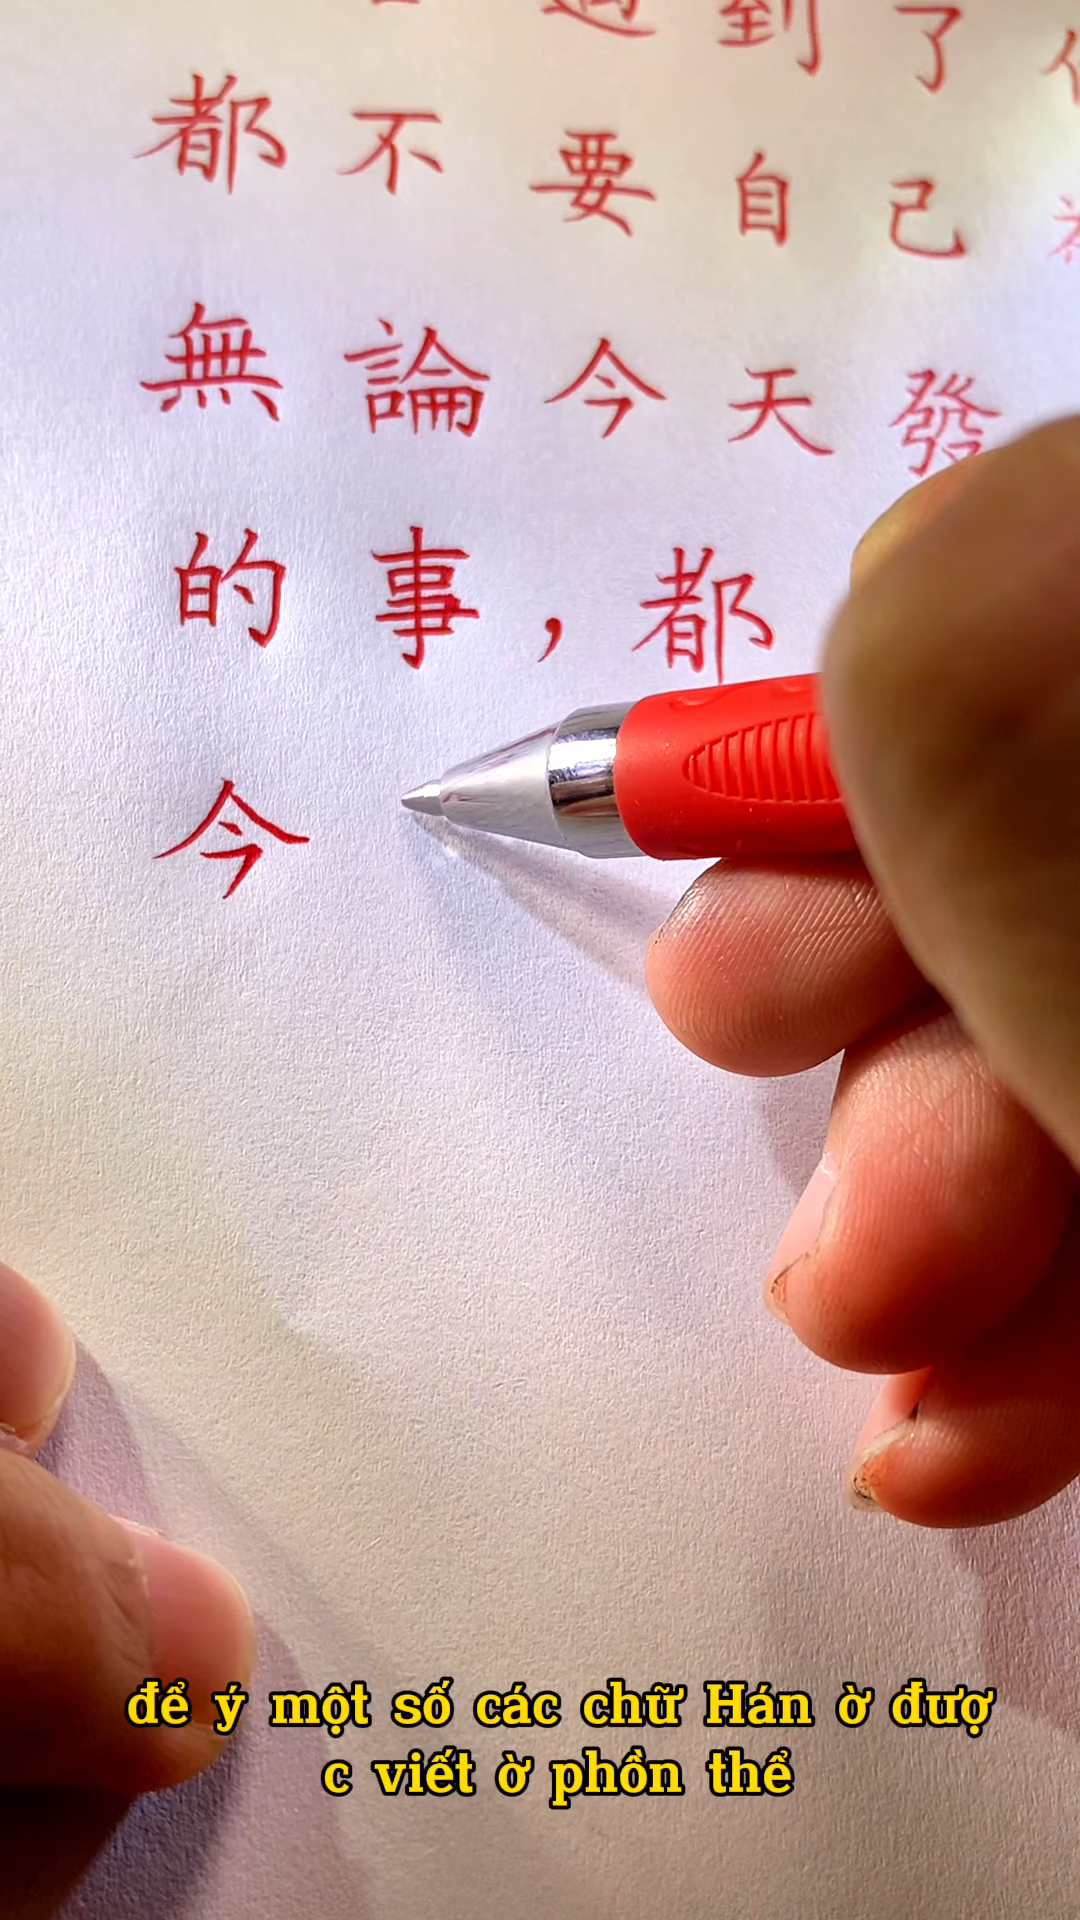 過到了
都不要自己
無論今天發
的事，都
今
để ý một số các chữ Hán ờ đượ
c viết ờ phồn thể